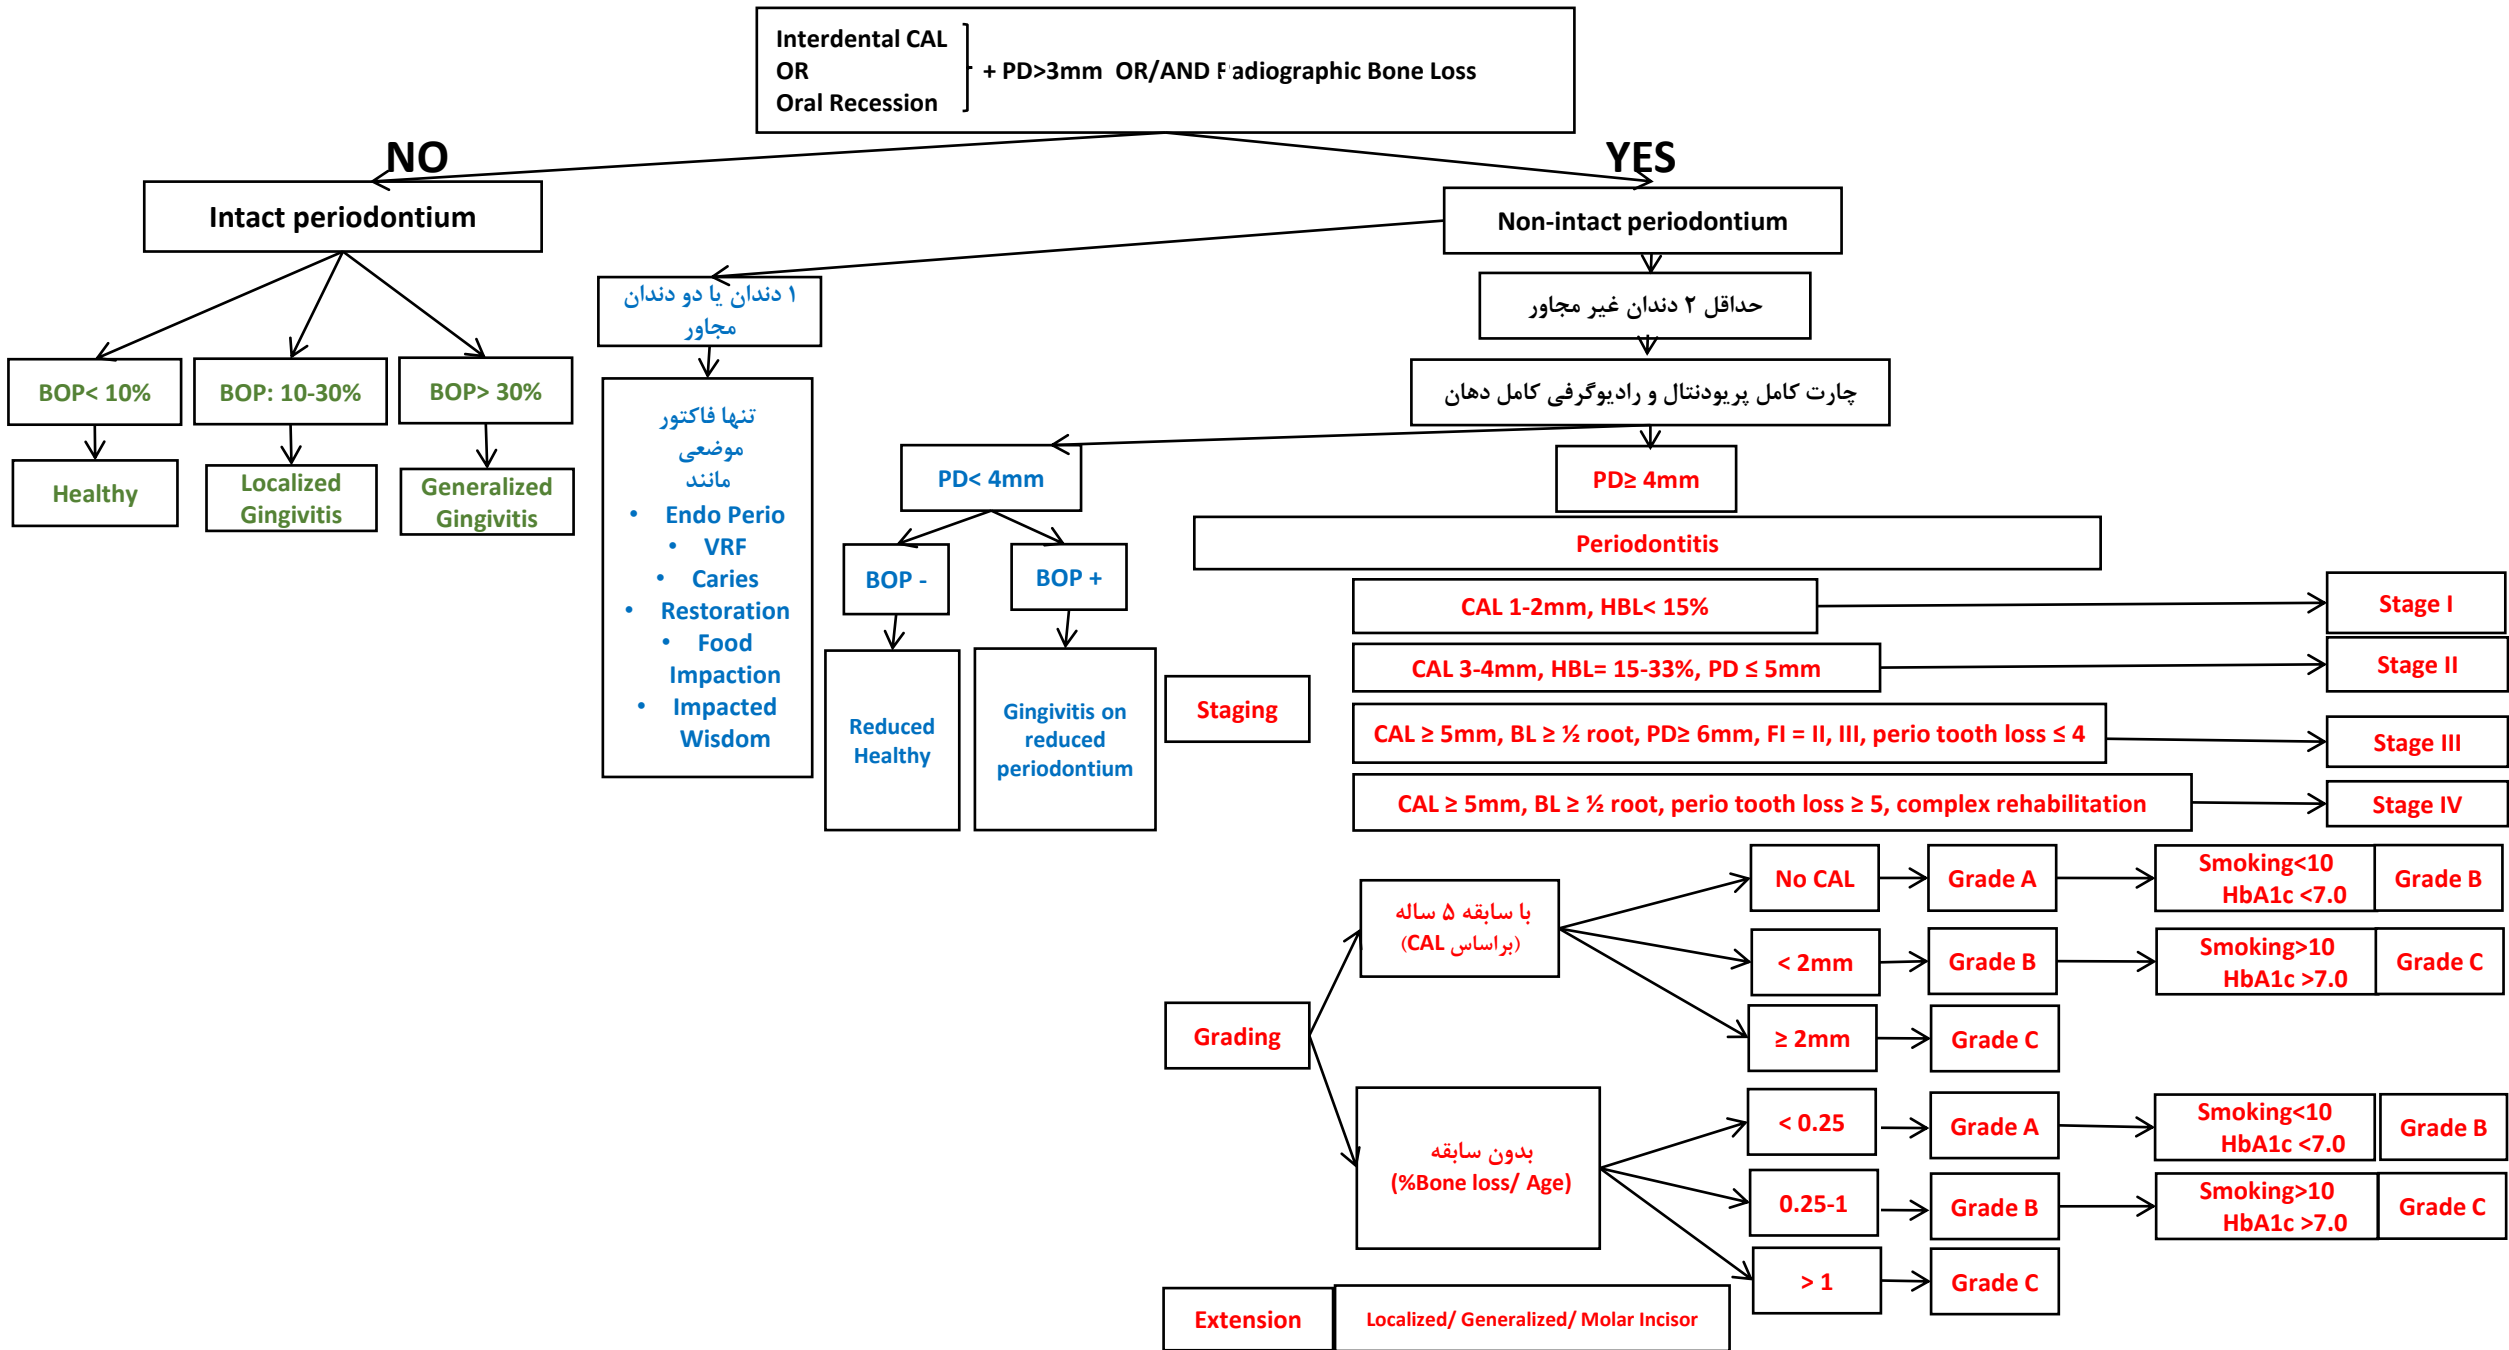 Interdental CAL
OR
Oral Recession
+ PD>3mm OR/AND Radiographic Bone Loss
NO
YES
Intact periodontium
Non-intact periodontium
۱ دندان یا دو دندان
مجاور
حداقل ۲ دندان غیر مجاور
BOP< 10%
BOP: 10-30%
BOP> 30%
چارت کامل پریودنتال و رادیوگرفی کامل دهان
Healthy
Localized
Gingivitis
Generalized
Gingivitis
تنها فاکتور
موضعی
مانند
• Endo Perio
• VRF
• Caries
• Restoration
• Food
Impaction
• Impacted
Wisdom
PD< 4mm
PD≥ 4mm
BOP -
BOP +
Reduced
Healthy
Gingivitis on
reduced
periodontium
Periodontitis
Staging
CAL 1-2mm, HBL< 15%
Stage I
CAL 3-4mm, HBL= 15-33%, PD ≤ 5mm
Stage II
CAL ≥ 5mm, BL ≥ ½ root, PD≥ 6mm, FI = II, III, perio tooth loss ≤ 4
Stage III
CAL ≥ 5mm, BL ≥ ½ root, perio tooth loss ≥ 5, complex rehabilitation
Stage IV
Grading
با سابقه ۵ ساله
(براساس CAL)
No CAL
Grade A
Smoking<10
HbA1c <7.0
Grade B
< 2mm
Grade B
Smoking>10
HbA1c >7.0
Grade C
≥ 2mm
Grade C
بدون سابقه
(%Bone loss/ Age)
< 0.25
Grade A
Smoking<10
HbA1c <7.0
Grade B
0.25-1
Grade B
Smoking>10
HbA1c >7.0
Grade C
> 1
Grade C
Extension
Localized/ Generalized/ Molar Incisor